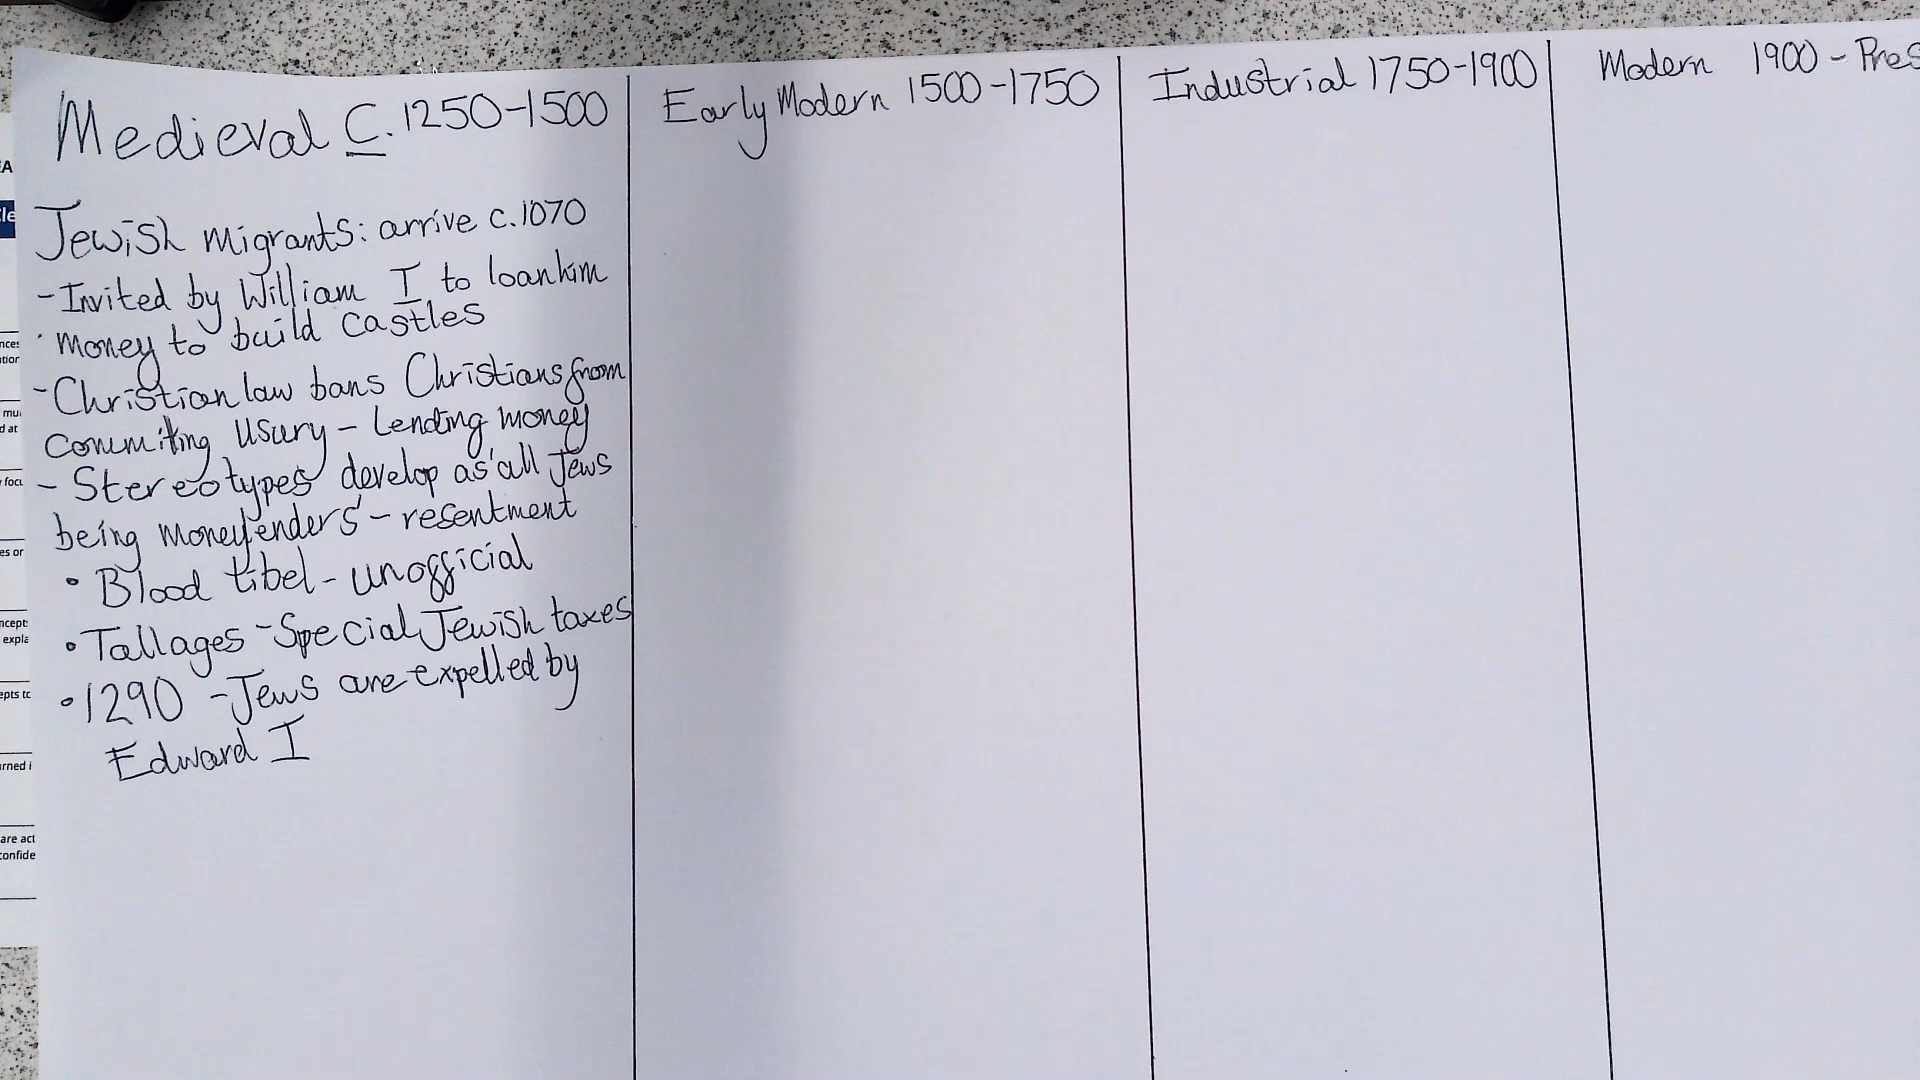 Medieval C. 1250-1500
Early Modern 1500-1750
Industrial 1750-1900
Modern 1900 - Pres
Jewish migrants: arrive c.1070
- Invited by William I to loan him
money to build castles
- Christian law bans Christians from
commiting Usury - Lending money
- Stereotypes develop as 'all Jews
being moneylenders' - resentment
• Blood libel - unofficial
• Tallages - Special Jewish taxes
• 1290 - Jews are expelled by
Edward I